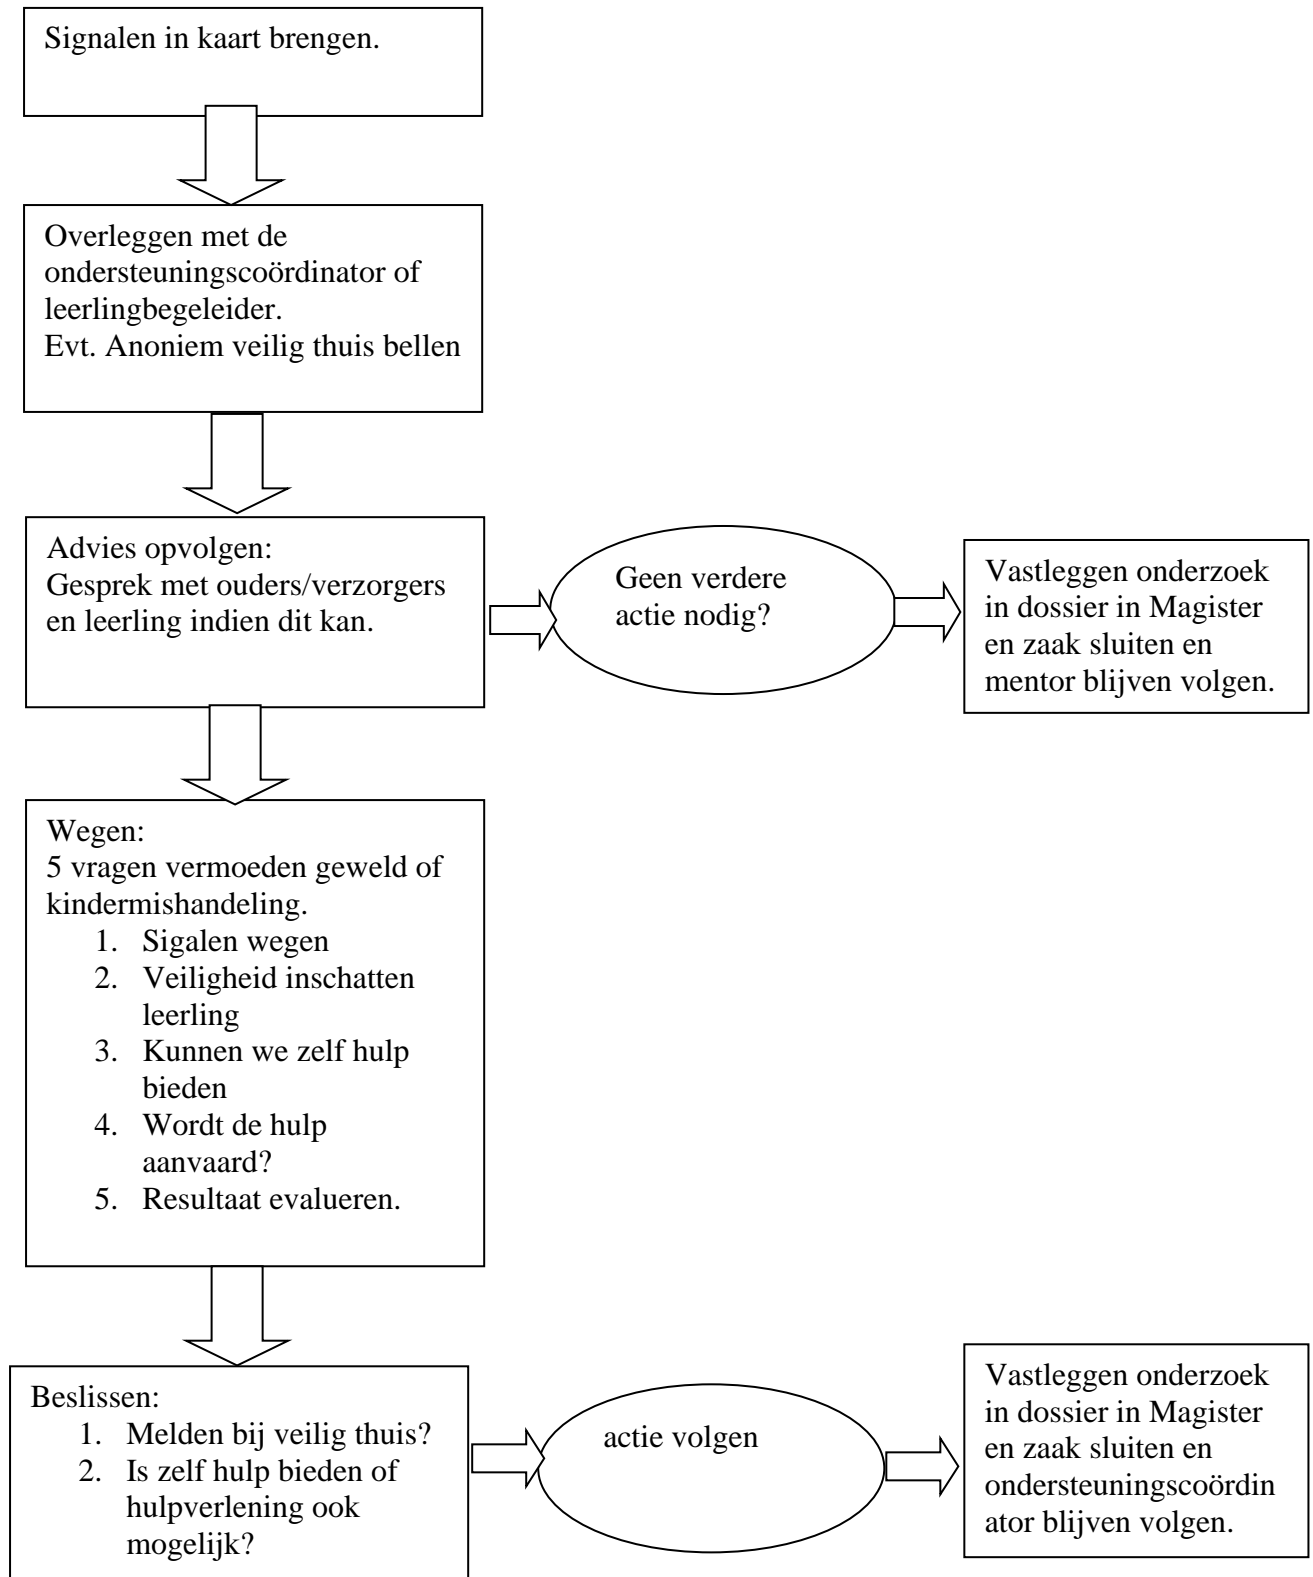 Signalen in kaart brengen.
Overleggen met de
ondersteuningscoördinator of
leerlingbegeleider.
Evt. Anoniem veilig thuis bellen
Advies opvolgen:
Gesprek met ouders/verzorgers
en leerling indien dit kan.
Geen verdere
actie nodig?
Vastleggen onderzoek
in dossier in Magister
en zaak sluiten en
mentor blijven volgen.
Wegen:
5 vragen vermoeden geweld of
kindermishandeling.
1. Sigalen wegen
2. Veiligheid inschatten
leerling
3. Kunnen we zelf hulp
bieden
4. Wordt de hulp
aanvaard?
5. Resultaat evalueren.
Beslissen:
1. Melden bij veilig thuis?
2. Is zelf hulp bieden of
hulpverlening ook
mogelijk?
actie volgen
Vastleggen onderzoek
in dossier in Magister
en zaak sluiten en
ondersteuningscoördin
ator blijven volgen.